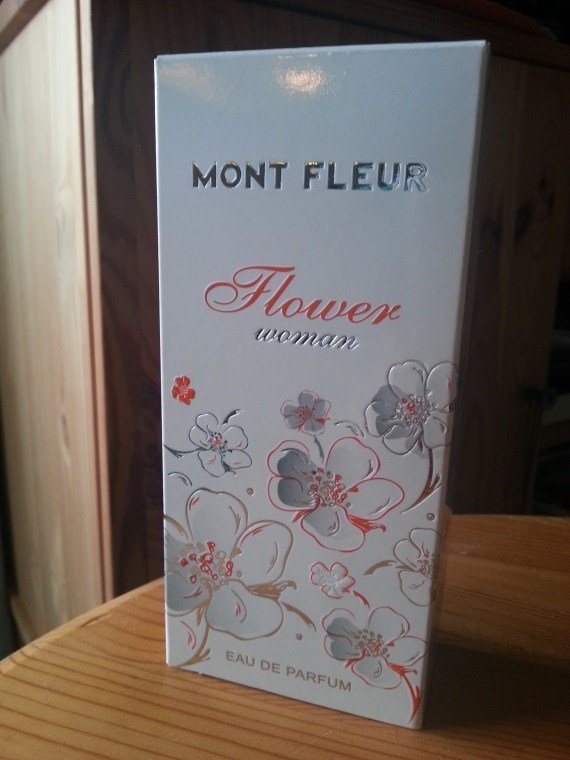 MONT FLEUR
Flower
woman
EAU DE PARFUM